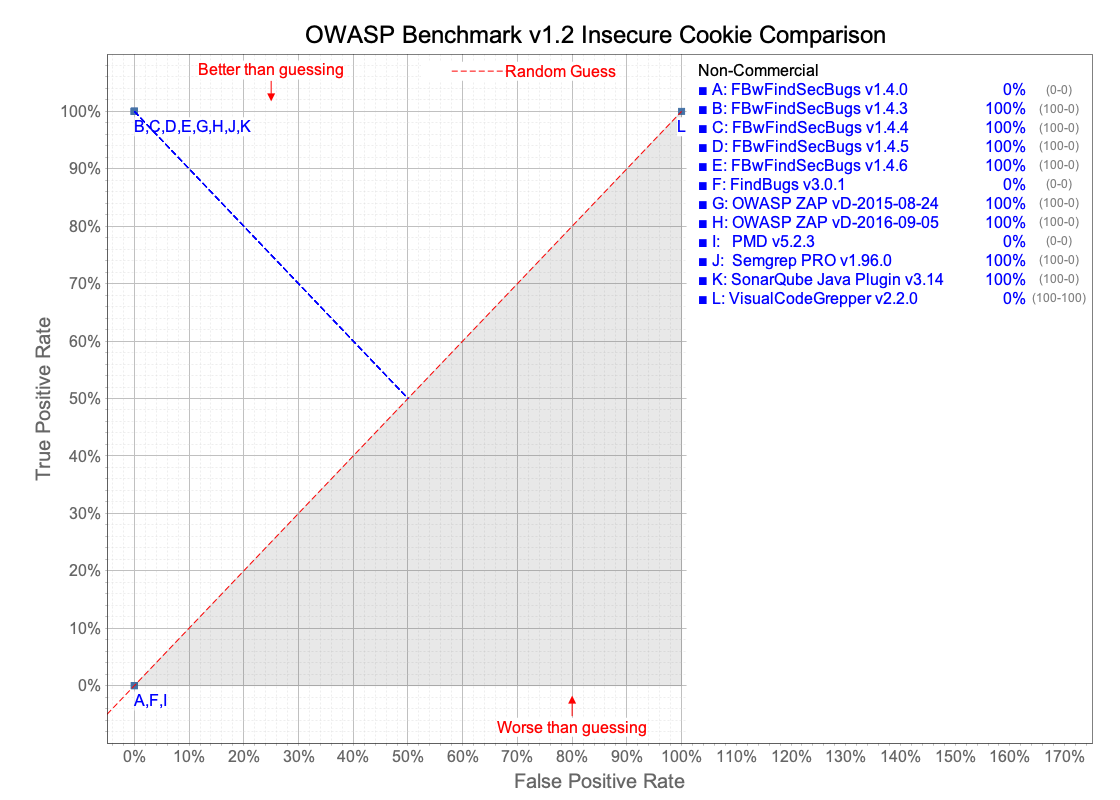 OWASP Benchmark v1.2 Insecure Cookie Comparison
Better than guessing
Random Guess
Non-Commercial
A: FBwFindSecBugs v1.4.0 0% (0-0)
B: FBwFindSecBugs v1.4.3 100% (100-0)
C: FBwFindSecBugs v1.4.4 100% (100-0)
D: FBwFindSecBugs v1.4.5 100% (100-0)
E: FBwFindSecBugs v1.4.6 100% (100-0)
F: FindBugs v3.0.1 0% (0-0)
G: OWASP ZAP vD-2015-08-24 100% (100-0)
H: OWASP ZAP vD-2016-09-05 100% (100-0)
I: PMD v5.2.3 0% (0-0)
J: Semgrep PRO v1.96.0 100% (100-0)
K: SonarQube Java Plugin v3.14 100% (100-0)
L: VisualCodeGrepper v2.2.0 0% (100-100)
True Positive Rate
100%
90%
80%
70%
60%
50%
40%
30%
20%
10%
0%
B,C,D,E,G,H,J,K
L
A,F,I
Worse than guessing
0% 10% 20% 30% 40% 50% 60% 70% 80% 90% 100% 110% 120% 130% 140% 150% 160% 170%
False Positive Rate